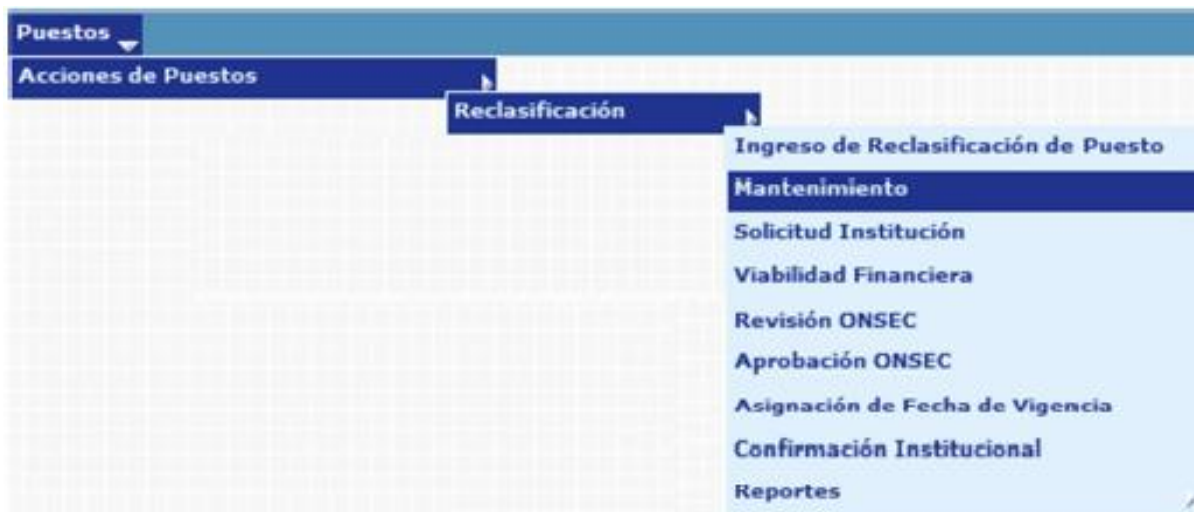 Puestos
Acciones de Puestos
Reclasificación
Ingreso de Reclasificación de Puesto
Mantenimiento
Solicitud Institución
Viabilidad Financiera
Revisión ONSEC
Aprobación ONSEC
Asignación de Fecha de Vigencia
Confirmación Institucional
Reportes